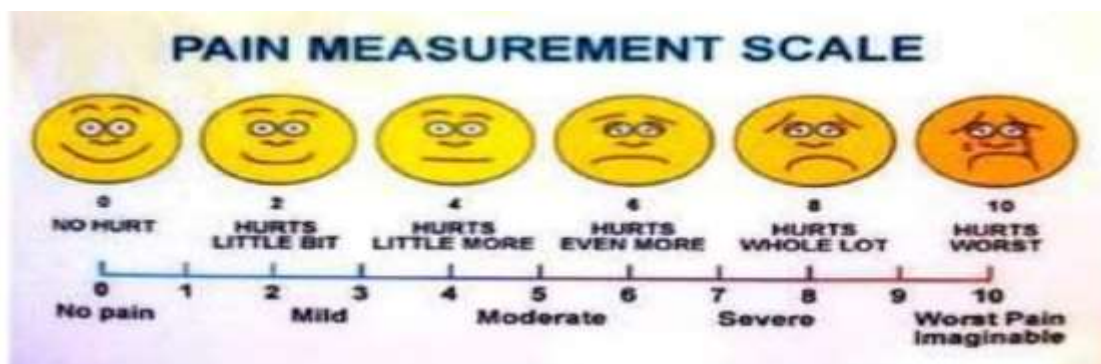 PAIN MEASUREMENT SCALE
0 2 4 6 8 10
NO HURT HURTS LITTLE BIT HURTS LITTLE MORE HURTS EVEN MORE HURTS WHOLE LOT HURTS WORST
0 1 2 3 4 5 6 7 8 9 10
No pain Mild Moderate Severe Worst Pain
Imaginable